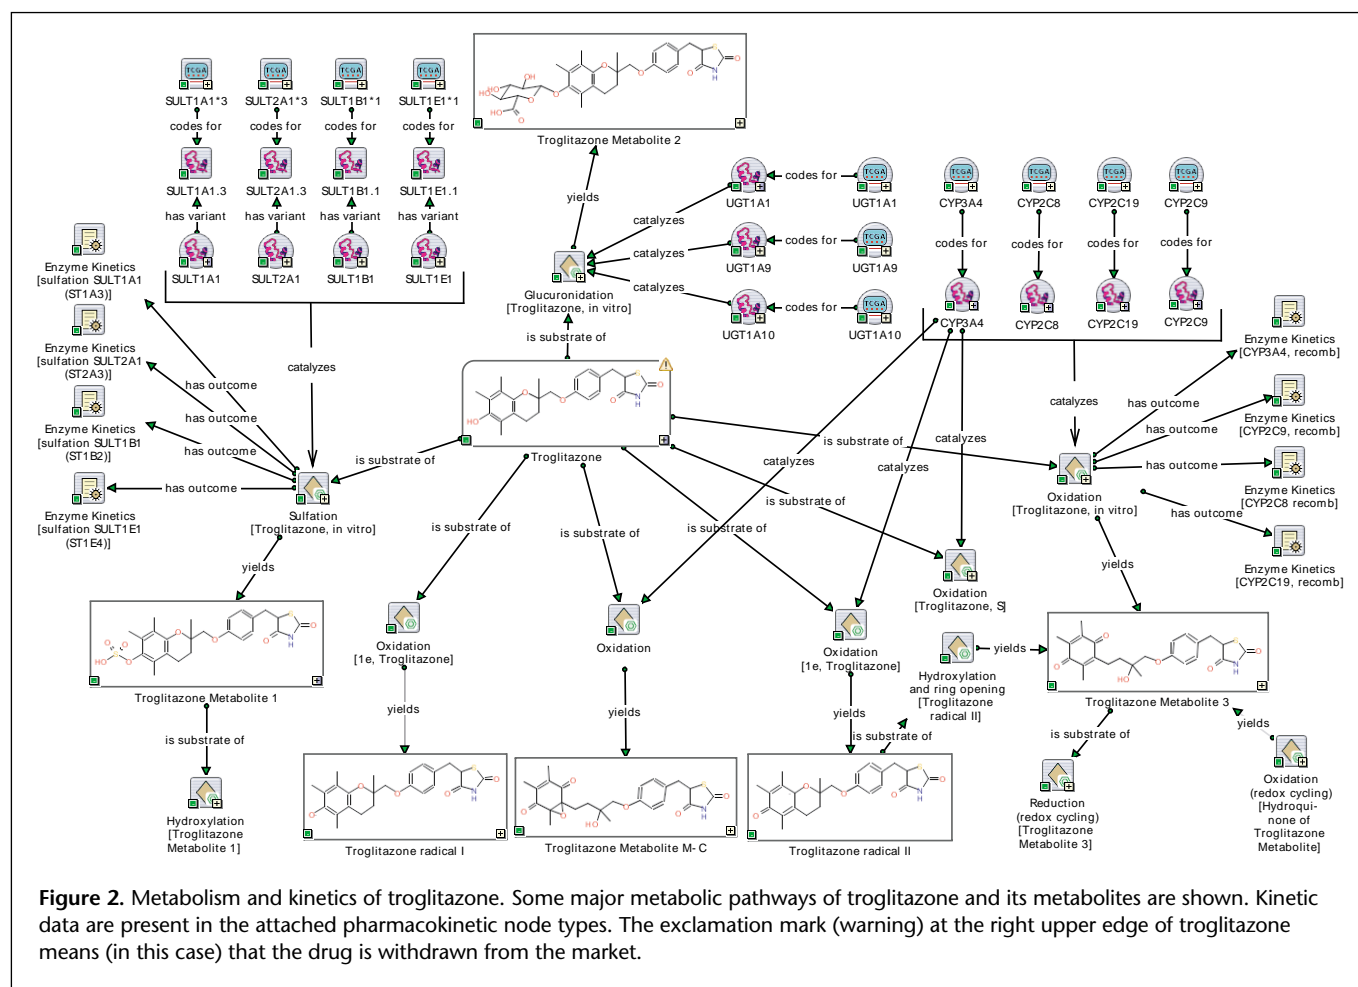 TCGA
TCGA
TCGA
TCGA
SULT1A1*3
SULT2A1*3
SULT1B1*1
SULT1E1*1
codes for
codes for
codes for
codes for
SULT1A1.3
SULT2A1.3
SULT1B1.1
SULT1E1.1
has variant
has variant
has variant
has variant
SULT1A1
SULT2A1
SULT1B1
SULT1E1
Troglitazone Metabolite 2
yields
Glucuronidation
[Troglitazone, in vitro]
is substrate of
catalyzes
catalyzes
catalyzes
UGT1A1
codes for
TCGA
UGT1A1
UGT1A9
codes for
TCGA
UGT1A9
UGT1A10
codes for
TCGA
UGT1A10
TCGA
TCGA
TCGA
TCGA
CYP3A4
CYP2C8
CYP2C19
CYP2C9
codes for
codes for
codes for
codes for
CYP3A4
CYP2C8
CYP2C19
CYP2C9
Enzyme Kinetics
[sulfation SULT1A1
(ST1A3)]
Enzyme Kinetics
[sulfation SULT2A1
(ST2A3)]
Enzyme Kinetics
[sulfation SULT1B1
(ST1B2)]
Enzyme Kinetics
[sulfation SULT1E1
(ST1E4)]
has outcome
has outcome
has outcome
has outcome
catalyzes
Sulfation
[Troglitazone, in vitro]
is substrate of
Troglitazone
is substrate of
is substrate of
is substrate of
is substrate of
is substrate of
catalyzes
catalyzes
catalyzes
catalyzes
Oxidation
[Troglitazone, in vitro]
has outcome
has outcome
has outcome
has outcome
Enzyme Kinetics
[CYP3A4, recomb]
Enzyme Kinetics
[CYP2C9, recomb]
Enzyme Kinetics
[CYP2C8 recomb]
Enzyme Kinetics
[CYP2C19, recomb]
yields
Troglitazone Metabolite 1
is substrate of
Hydroxylation
[Troglitazone
Metabolite 1]
Oxidation
[1e, Troglitazone]
yields
Troglitazone radical I
Oxidation
yields
Troglitazone Metabolite M-C
Oxidation
[1e, Troglitazone]
yields
Troglitazone radical II
is substrate of
Oxidation
[Troglitazone, S]
Hydroxylation
and ring opening
[Troglitazone
radical II]
yields
yields
Troglitazone Metabolite 3
is substrate of
Reduction
(redox cycling)
[Troglitazone
Metabolite 3]
yields
Oxidation
(redox cycling)
[Hydroqui-
none of
Troglitazone
Metabolite]
Figure 2. Metabolism and kinetics of troglitazone. Some major metabolic pathways of troglitazone and its metabolites are shown. Kinetic
data are present in the attached pharmacokinetic node types. The exclamation mark (warning) at the right upper edge of troglitazone
means (in this case) that the drug is withdrawn from the market.